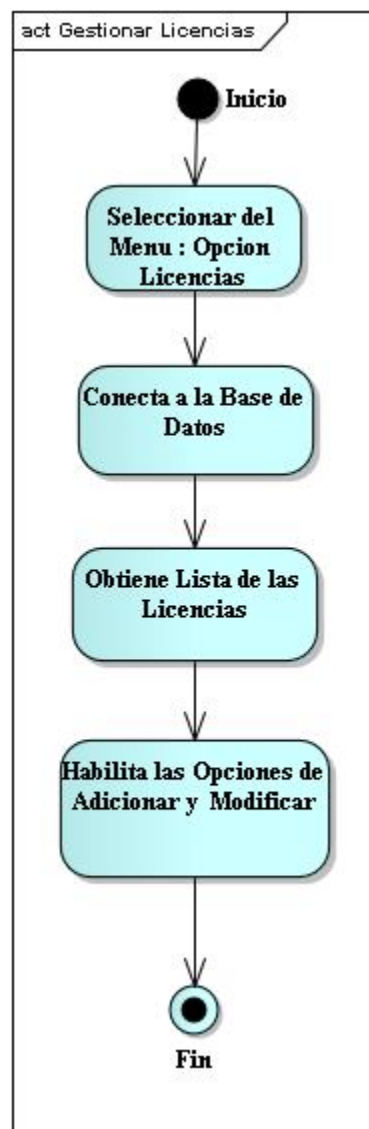 act Gestionar Licencias
Inicio
Seleccionar del
Menu : Opcion
Licencias
Conecta a la Base de
Datos
Obtiene Lista de las
Licencias
Habilita las Opciones de
Adicionar y Modificar
Fin